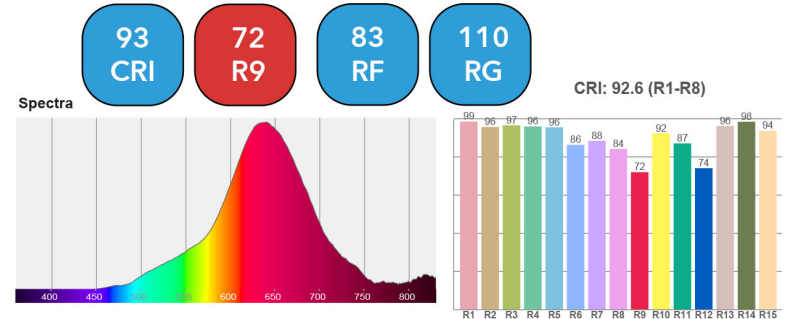 93
CRI
72
R9
83
RF
110
RG
Spectra
400 450 500 550 600 650 700 750 800
CRI: 92.6 (R1-R8)
99 96 97 96 96 86 88 84 72 92 87 74 96 98 94
R1 R2 R3 R4 R5 R6 R7 R8 R9 R10 R11 R12 R13 R14 R15